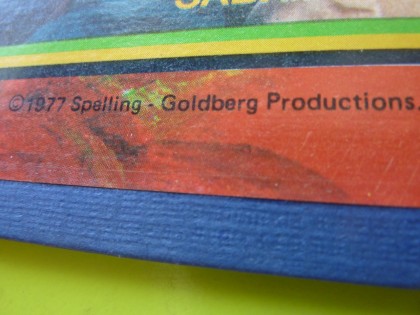 ©1977 Spelling - Goldberg Productions.